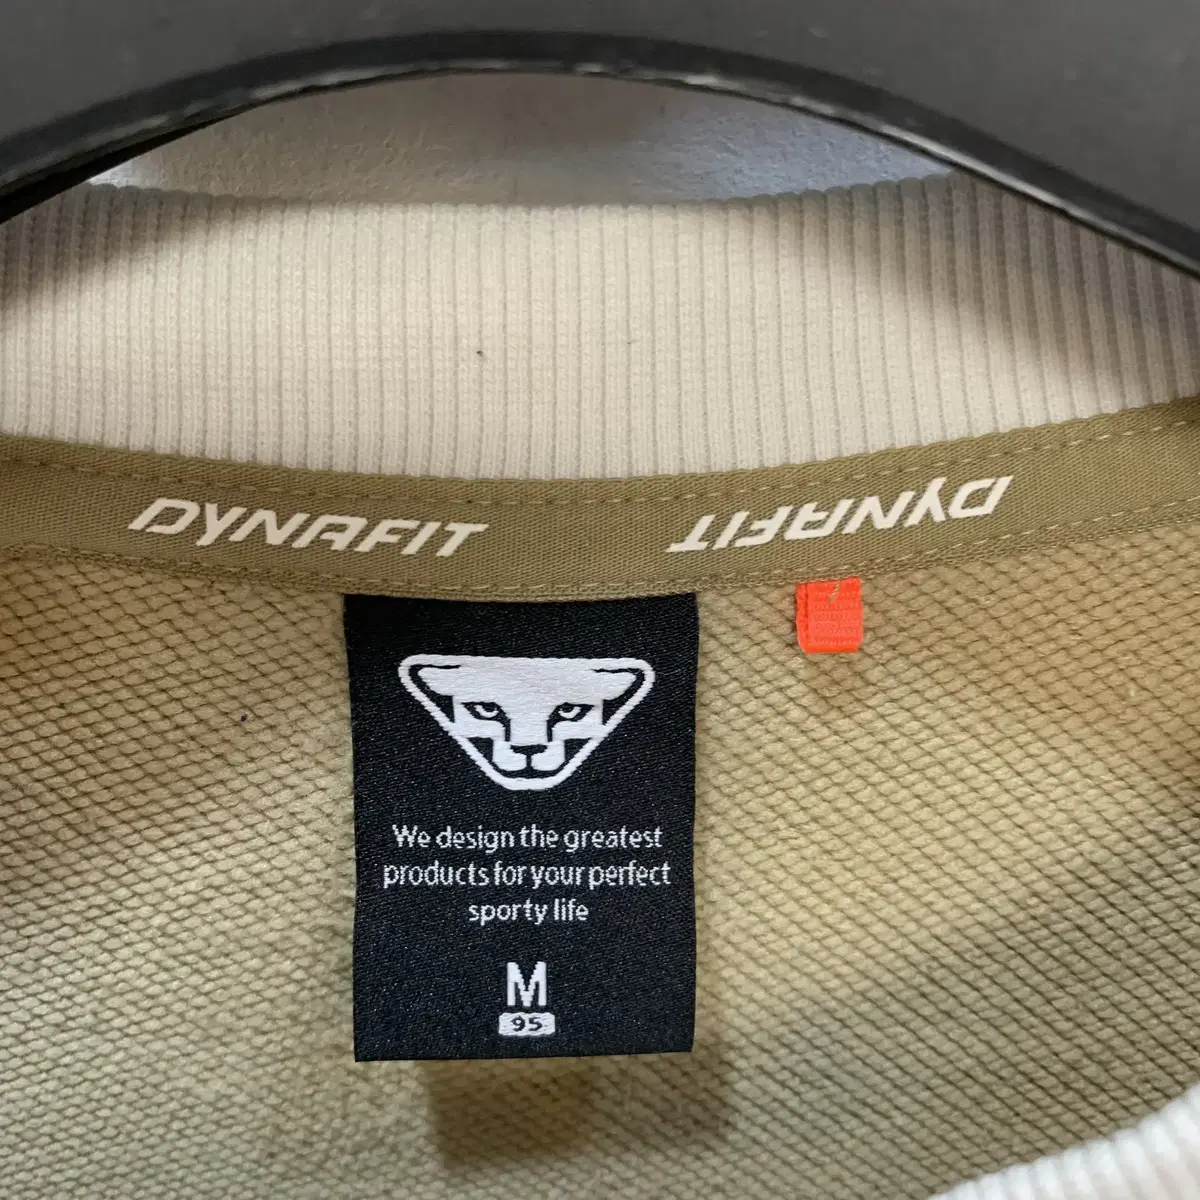 DYNAFIT
DYNAFIT
We design the greatest
products for your perfect
sporty life
M
95